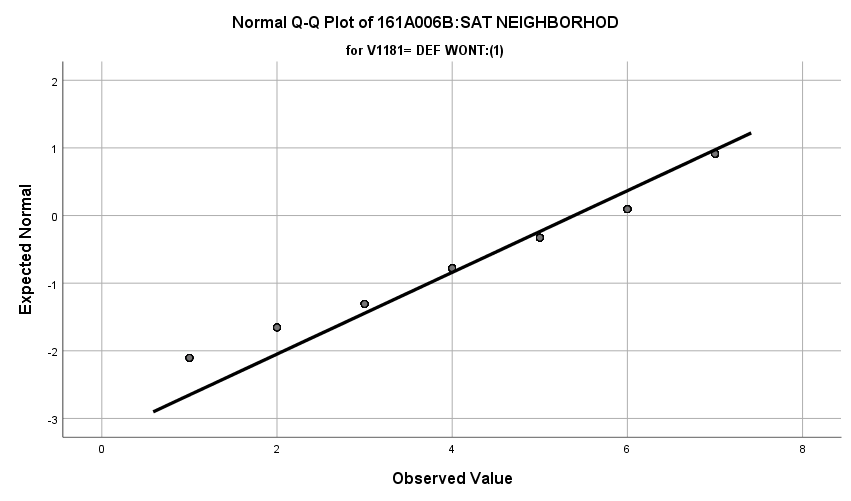 Normal Q-Q Plot of 161A006B:SAT NEIGHBORHOD
for V1181= DEF WONT:(1)
2
1
0
-1
-2
-3
Expected Normal
0 2 4 6 8
Observed Value